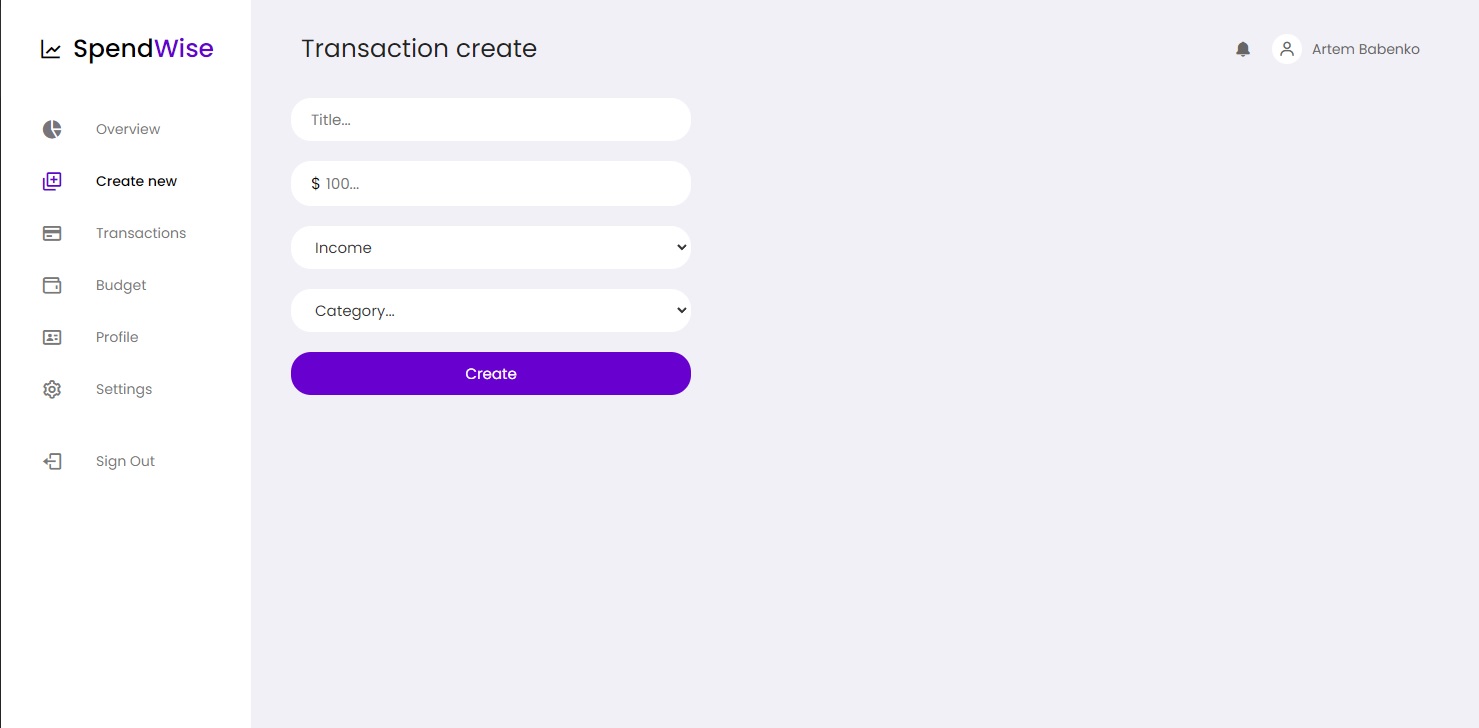 SpendWise
Overview
Create new
Transactions
Budget
Profile
Settings
Sign Out
Transaction create
Artem Babenko
Title...
$ 100...
Income
Category...
Create